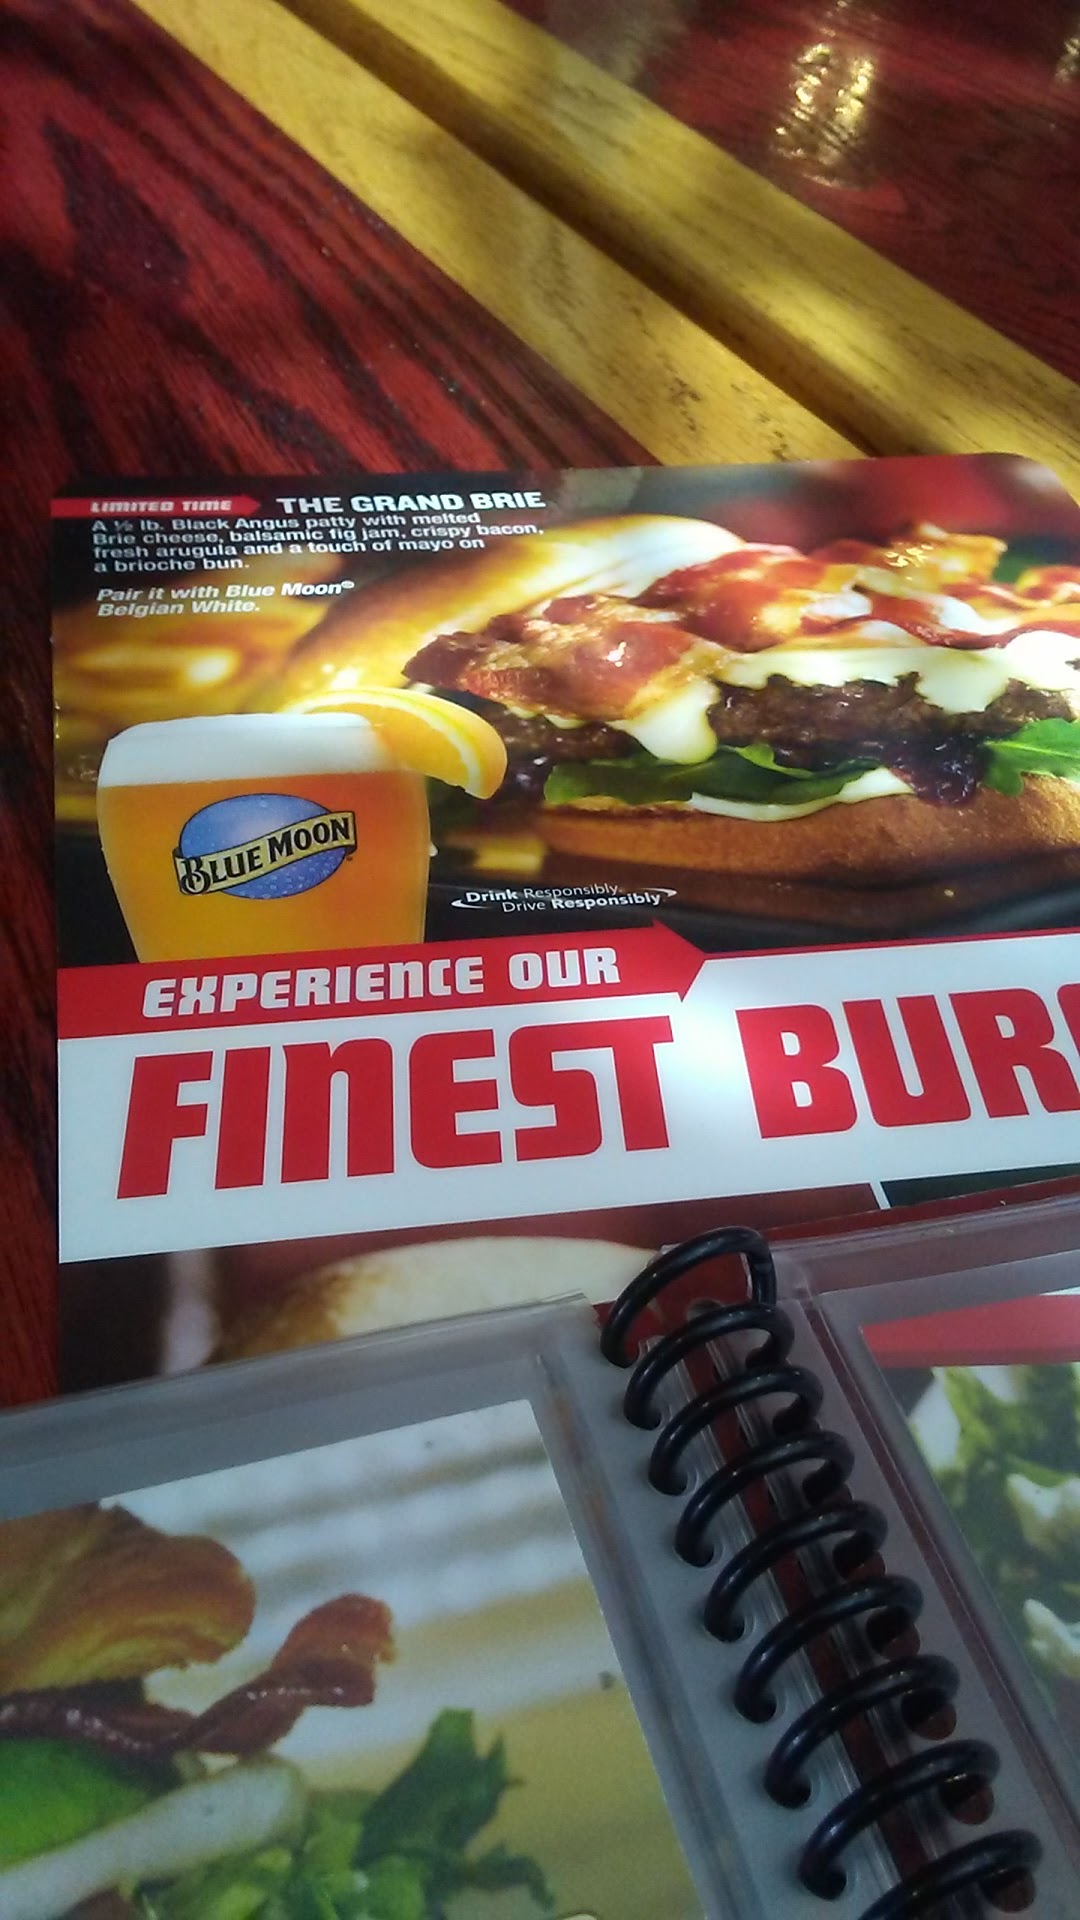 LIMITED TIME THE GRAND BRIE
A ½ lb. Black Angus patty with melted
Brie cheese, balsamic fig jam, crispy bacon,
fresh arugula and a touch of mayo on
a brioche bun.
Pair it with Blue Moon®
Belgian White.
BLUE MOON
Drink Responsibly.
Drive Responsibly
EXPERIENCE OUR
FINEST BURG